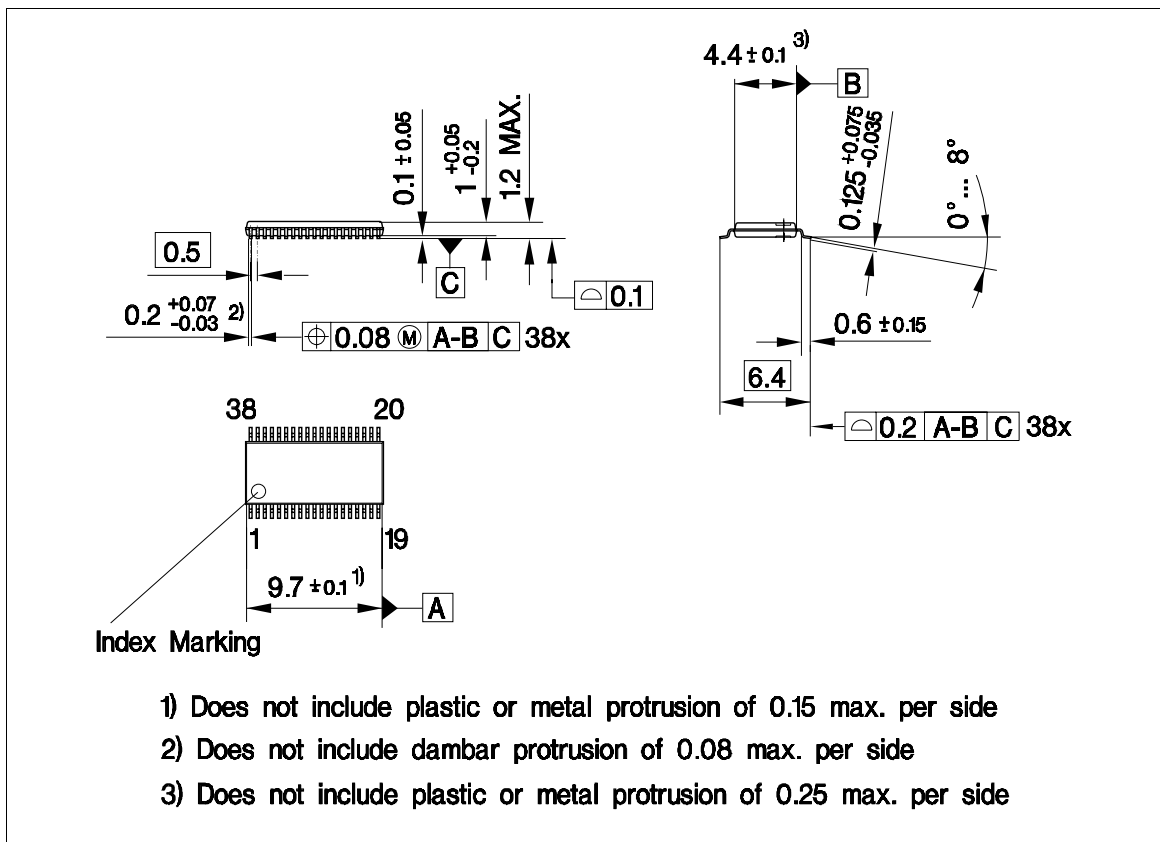 4.4 ± 0.1 3)
B
0.1 ± 0.05
1 +0.05 -0.2
1.2 MAX.
0.125 +0.075 -0.035
0°... 8°
0.5
C
⌓ 0.1
0.2 +0.07 -0.03 2)
⌖ 0.08 Ⓜ A-B C 38x
0.6 ± 0.15
6.4
⌓ 0.2 A-B C 38x
38 20
1 19
9.7 ± 0.1 1)
A
Index Marking
1) Does not include plastic or metal protrusion of 0.15 max. per side
2) Does not include dambar protrusion of 0.08 max. per side
3) Does not include plastic or metal protrusion of 0.25 max. per side